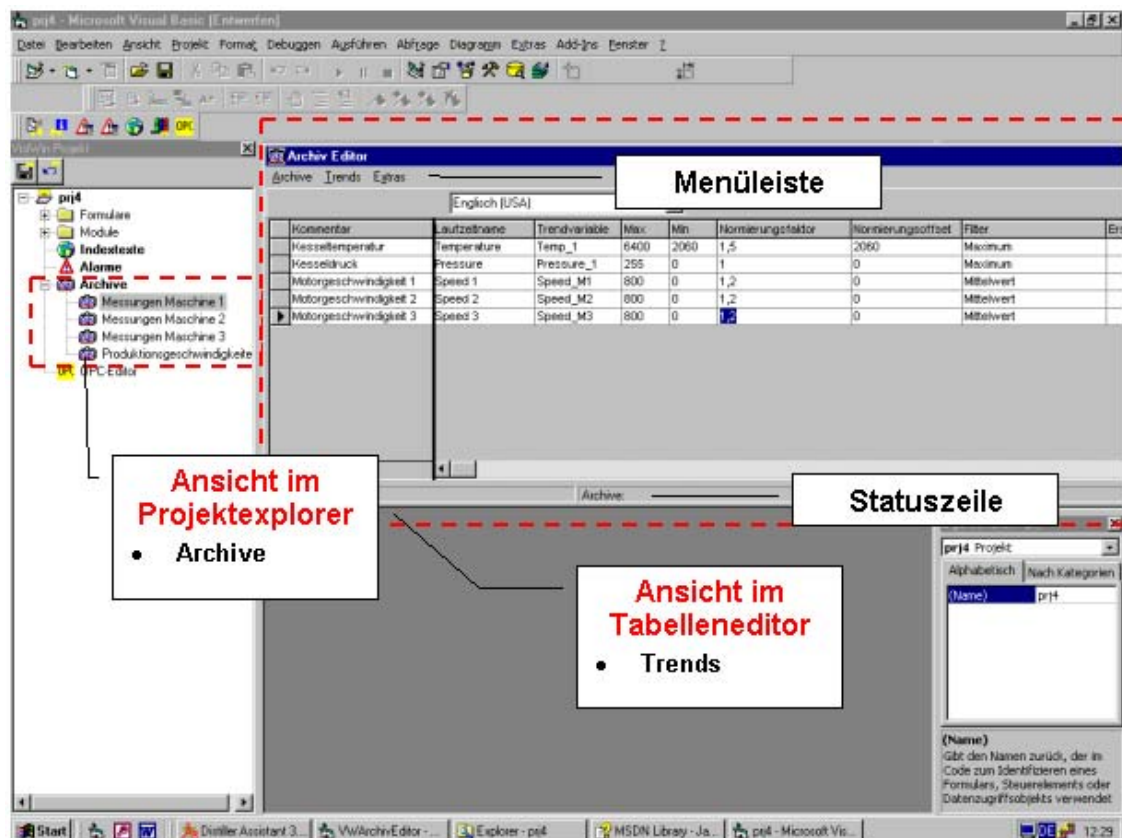 prj4 - Microsoft Visual Basic [Entwerfen]
Datei Bearbeiten Ansicht Projekt Format Debuggen Ausführen Abfrage Diagramm Extras Add-Ins Fenster ?
OPC
VisiWin Projekt
prj4
Formulare
Module
Indextexte
Alarme
Archive
Messungen Maschine 1
Messungen Maschine 2
Messungen Maschine 3
Produktionsgeschwindigkeite
OPC OPC-Editor
Archiv Editor
Archive Trends Extras
Menüleiste
Englisch (USA)
Kommentar Laufzeitname Trendvariable Max Min Normierungsfaktor Normierungsoffset Filter Ers
Kesseltemperatur Temperature Temp_1 6400 2060 1,5 2060 Maximum
Kesseldruck Pressure Pressure_1 255 0 1 0 Maximum
Motorgeschwindigkeit 1 Speed 1 Speed_M1 800 0 1,2 0 Mittelwert
Motorgeschwindigkeit 2 Speed 2 Speed_M2 800 0 1,2 0 Mittelwert
Motorgeschwindigkeit 3 Speed 3 Speed_M3 800 0 1,2 0 Mittelwert
Archive:
Statuszeile
Ansicht im
Projektexplorer
• Archive
Ansicht im
Tabelleneditor
• Trends
prj4 Projekt
Alphabetisch Nach Kategorien
(Name) prj4
(Name)
Gibt den Namen zurück, der im
Code zum Identifizieren eines
Formulars, Steuerelements oder
Datenzugriffsobjekts verwendet
Start Distiller Assistant 3... VWArchivEditor - ... Explorer - prj4 MSDN Library - Ja... prj4 - Microsoft Vis... DE 12:29